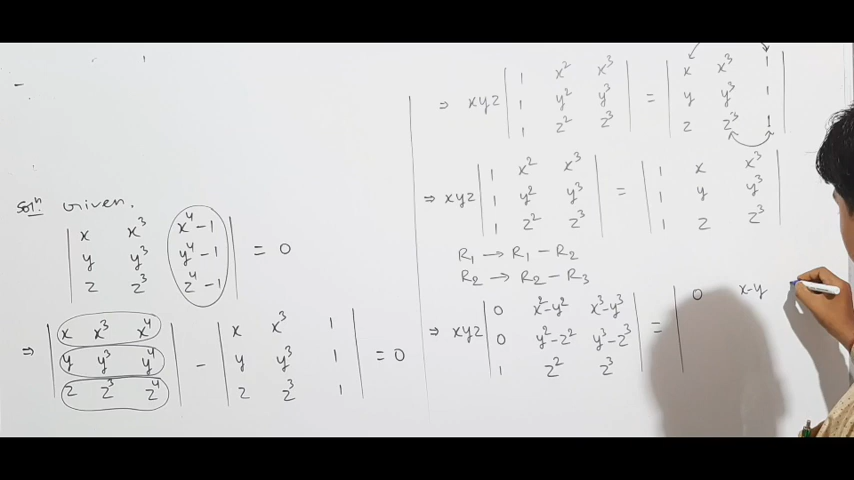 Solⁿ. Given.
| x x³ x⁴-1 |
| y y³ y⁴-1 | = 0
| z z³ z⁴-1 |
⇒ | x x³ x⁴ | - | x x³ 1 |
| y y³ y⁴ | - | y y³ 1 | = 0
| z z³ z⁴ | | z z³ 1 |
⇒ xyz | 1 x² x³ | = | x x³ 1 |
| 1 y² y³ | = | y y³ 1 |
| 1 z² z³ | | z z³ 1 |
⇒ xyz | 1 x² x³ | = | 1 x x³ |
| 1 y² y³ | = | 1 y y³ |
| 1 z² z³ | | 1 z z³ |
R₁ → R₁ - R₂
R₂ → R₂ - R₃
⇒ xyz | 0 x²-y² x³-y³ | = | 0 x-y
| 0 y²-z² y³-z³ | =
| 1 z² z³ |